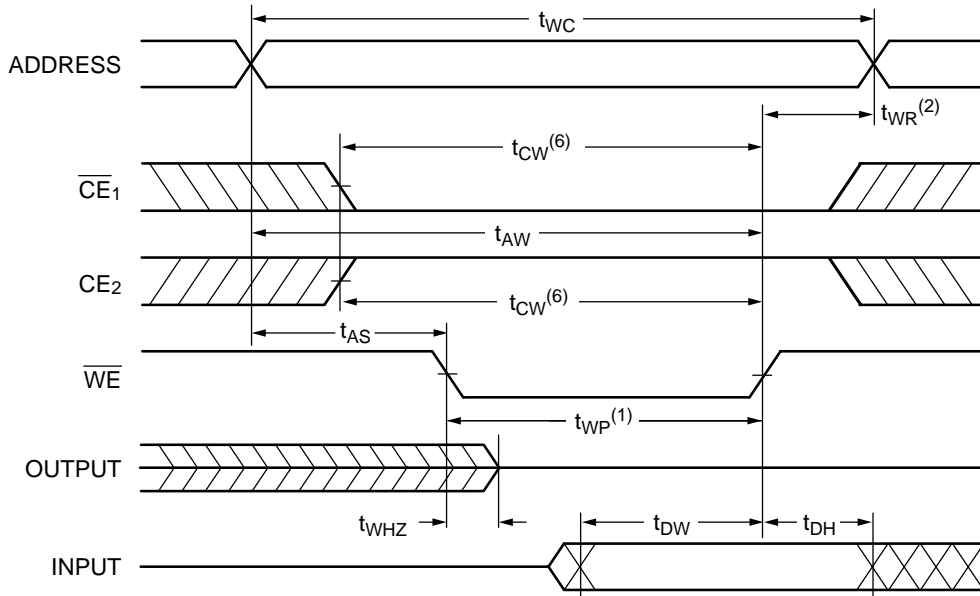 tWC
ADDRESS
tWR(2)
tCW(6)
CE1
tAW
CE2
tCW(6)
tAS
WE
tWP(1)
OUTPUT
tWHZ
tDW
tDH
INPUT